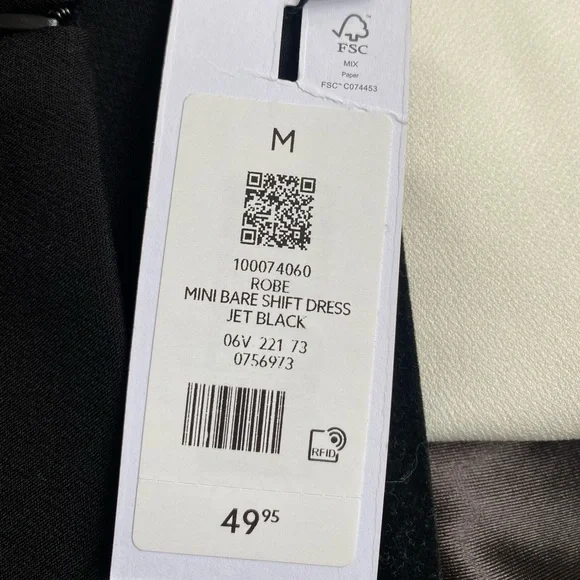 FSC
MIX
Paper
FSC® C074453
M
100074060
ROBE
MINI BARE SHIFT DRESS
JET BLACK
06V 221 73
0756973
RFID
49 95